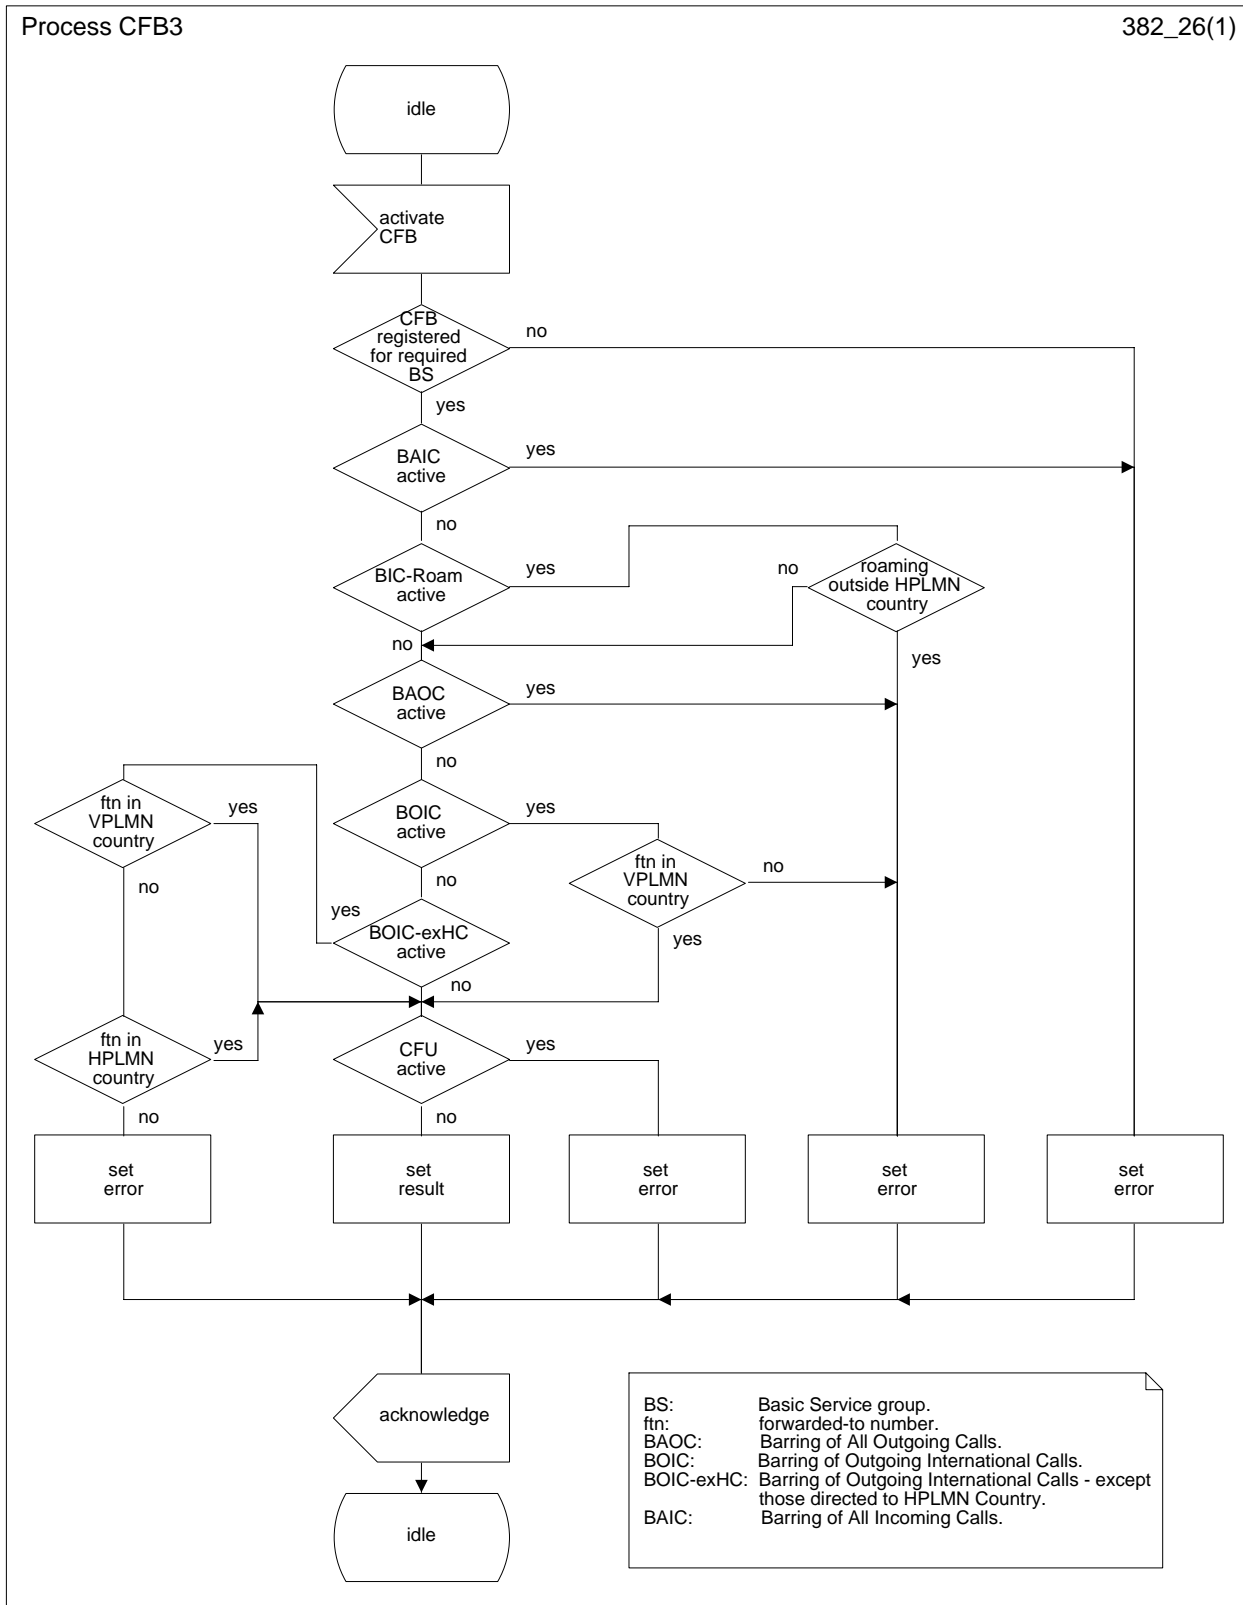 Process CFB3
382_26(1)
idle
activate
CFB
CFB
registered
for required
BS
no
yes
BAIC
active
yes
no
BIC-Roam
active
yes
no
roaming
outside HPLMN
country
no
yes
BAOC
active
yes
no
ftn in
VPLMN
country
yes
BOIC
active
yes
ftn in
VPLMN
country
no
no
no
yes
BOIC-exHC
active
yes
no
ftn in
HPLMN
country
yes
CFU
active
yes
no
no
set
error
set
result
set
error
set
error
set
error
acknowledge
idle
BS: Basic Service group.
ftn: forwarded-to number.
BAOC: Barring of All Outgoing Calls.
BOIC: Barring of Outgoing International Calls.
BOIC-exHC: Barring of Outgoing International Calls - except
those directed to HPLMN Country.
BAIC: Barring of All Incoming Calls.